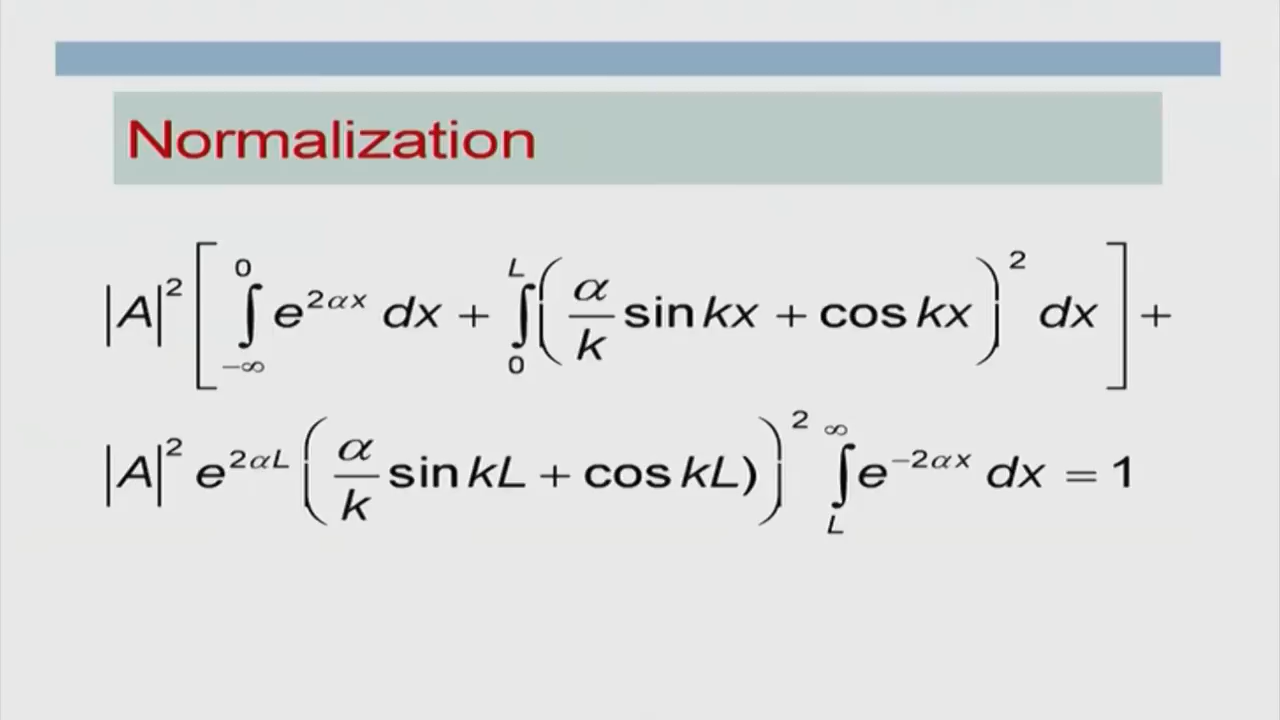 Normalization
|A|² [ ∫_{-∞}^{0} e^{2αx} dx + ∫_{0}^{L} ( α/k sin kx + cos kx )² dx ] +
|A|² e^{2αL} ( α/k sin kL + cos kL) )² ∫_{L}^{∞} e^{−2αx} dx = 1